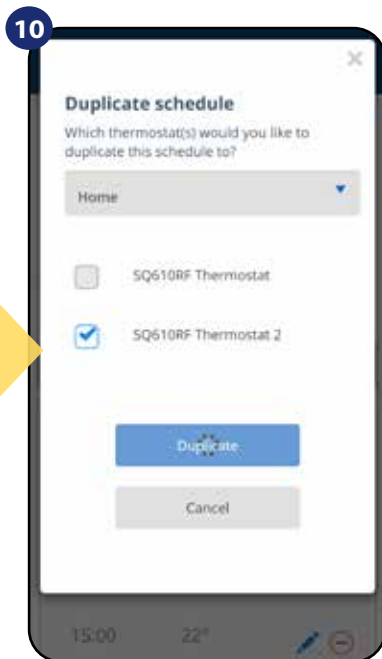 10
Duplicate schedule
Which thermostat(s) would you like to
duplicate this schedule to?
Home
SQ610RF Thermostat
SQ610RF Thermostat 2
Duplicate
Cancel
15:00 22°